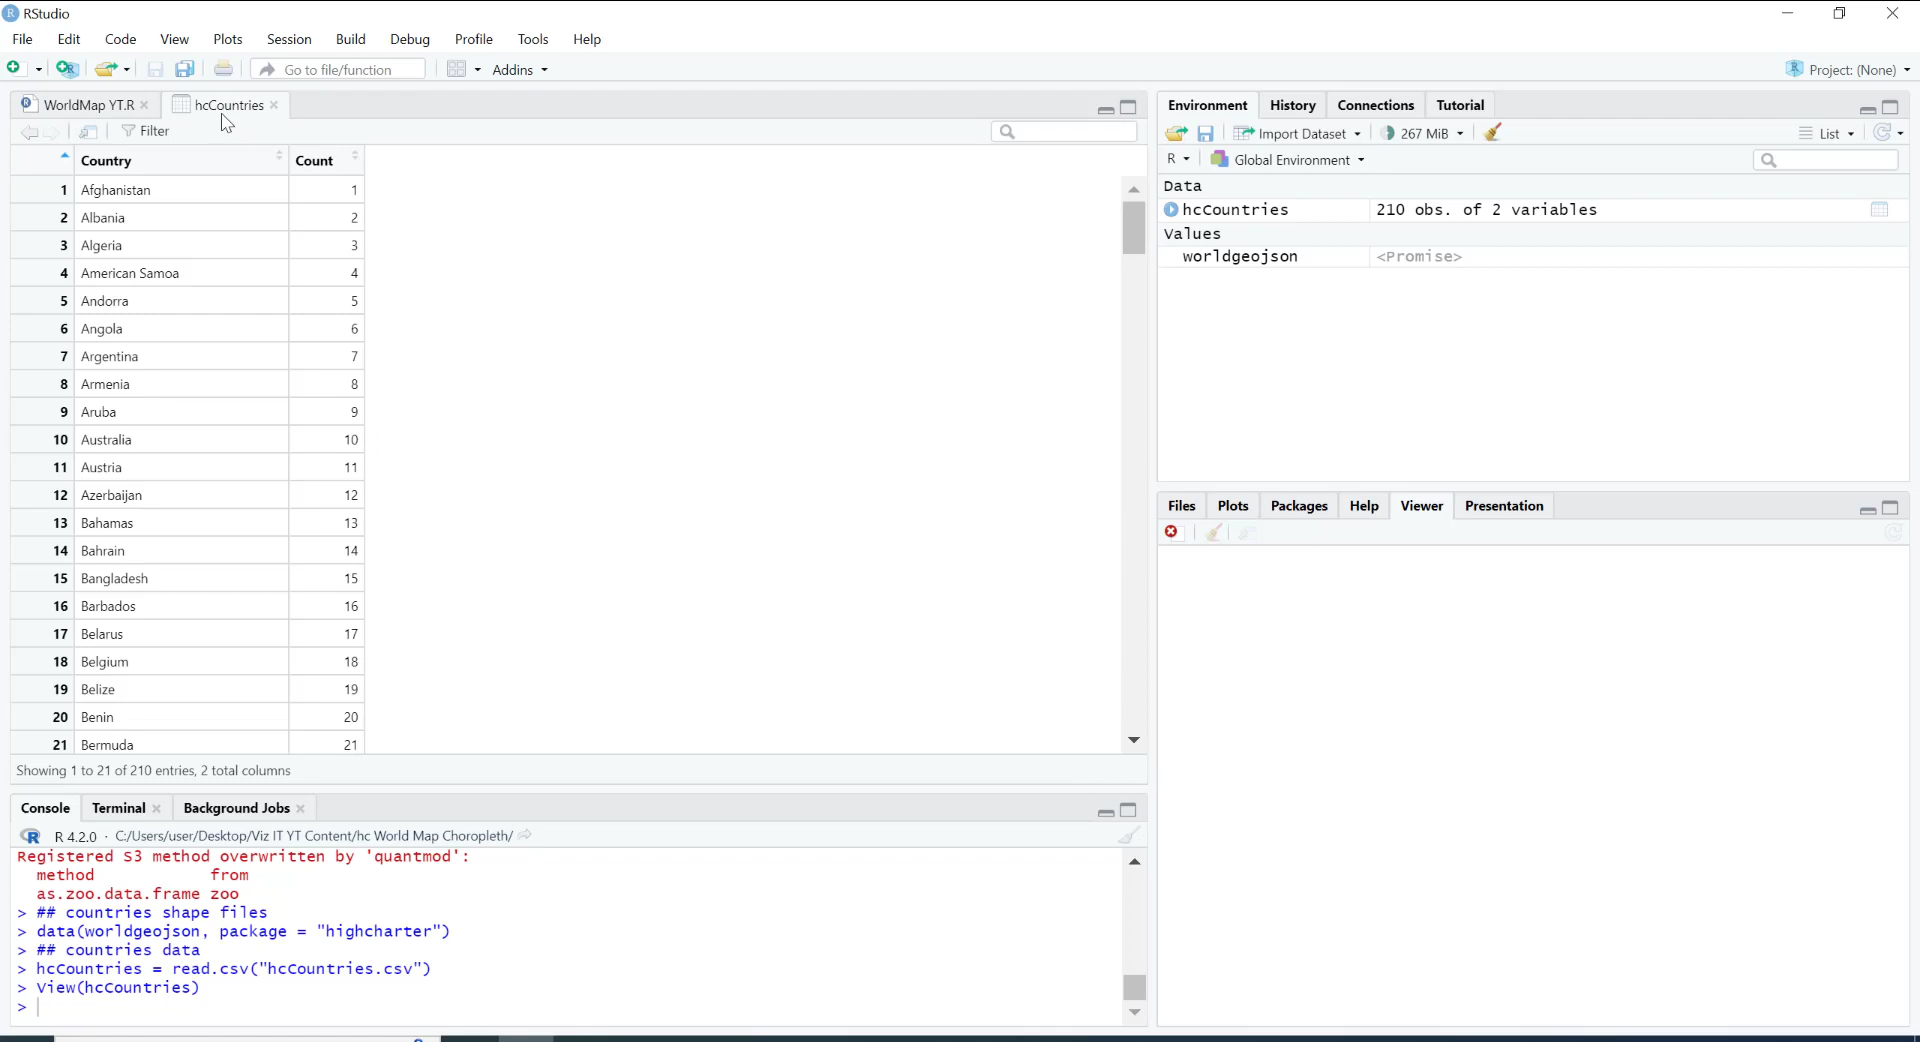 RStudio
File Edit Code View Plots Session Build Debug Profile Tools Help
Go to file/function Addins Project: (None)
WorldMap YT.R hcCountries
Filter
Country Count
1 Afghanistan 1
2 Albania 2
3 Algeria 3
4 American Samoa 4
5 Andorra 5
6 Angola 6
7 Argentina 7
8 Armenia 8
9 Aruba 9
10 Australia 10
11 Austria 11
12 Azerbaijan 12
13 Bahamas 13
14 Bahrain 14
15 Bangladesh 15
16 Barbados 16
17 Belarus 17
18 Belgium 18
19 Belize 19
20 Benin 20
21 Bermuda 21
Showing 1 to 21 of 210 entries, 2 total columns
Console Terminal Background Jobs
R 4.2.0 · C:/Users/user/Desktop/Viz IT YT Content/hc World Map Choropleth/
Registered S3 method overwritten by 'quantmod':
method from
as.zoo.data.frame zoo
> ## countries shape files
> data(worldgeojson, package = "highcharter")
> ## countries data
> hcCountries = read.csv("hcCountries.csv")
> View(hcCountries)
>
Environment History Connections Tutorial
Import Dataset 267 MiB List
R Global Environment
Data
hcCountries 210 obs. of 2 variables
Values
worldgeojson <Promise>
Files Plots Packages Help Viewer Presentation